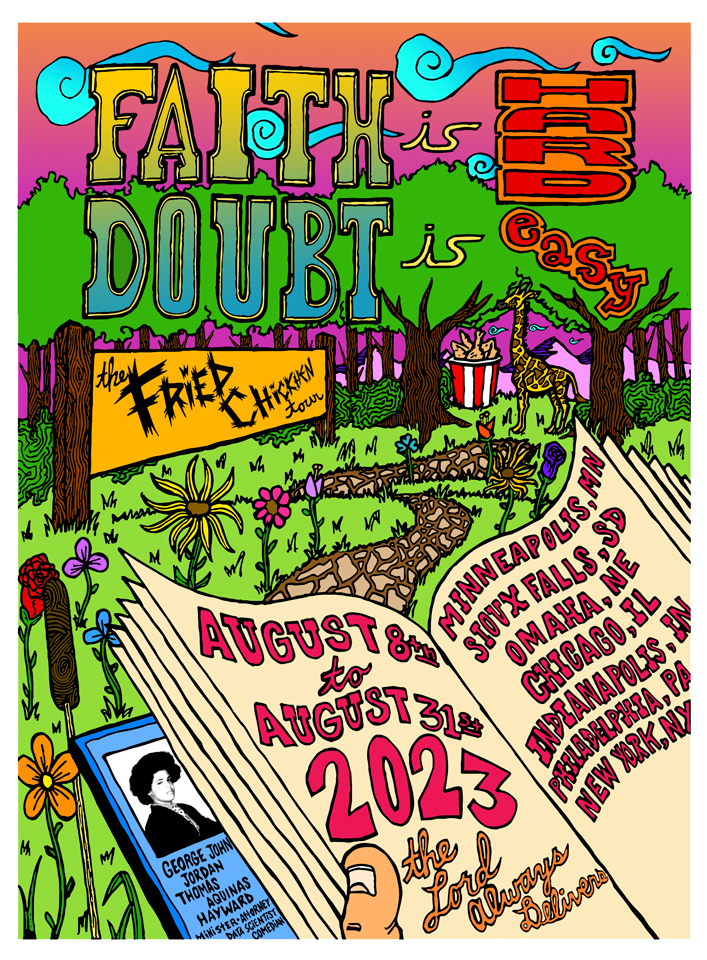 FAITH is HARD
DOUBT is easy
the FRIED CHICKHEN tour
AUGUST 8th
to
AUGUST 31st
2023
the
Lord
Always
Delivers
MINNEAPOLIS, MN
SIOUX FALLS, SD
OMAHA, NE
CHICAGO, IL
INDIANAPOLIS, IN
PHILADELPHIA, PA
NEW YORK, NY
GEORGE JOHN
JORDAN
THOMAS
AQUINAS
HAYWARD
MINISTER-ATTORNEY
DATA SCIENTIST
COMEDIAN